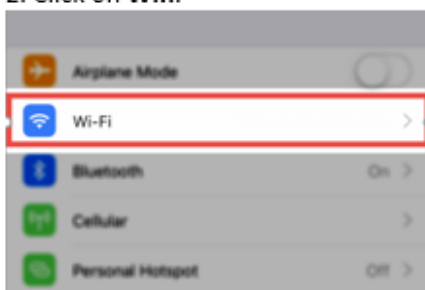 Airplane Mode
Wi-Fi
Bluetooth On
Cellular
Personal Hotspot Off